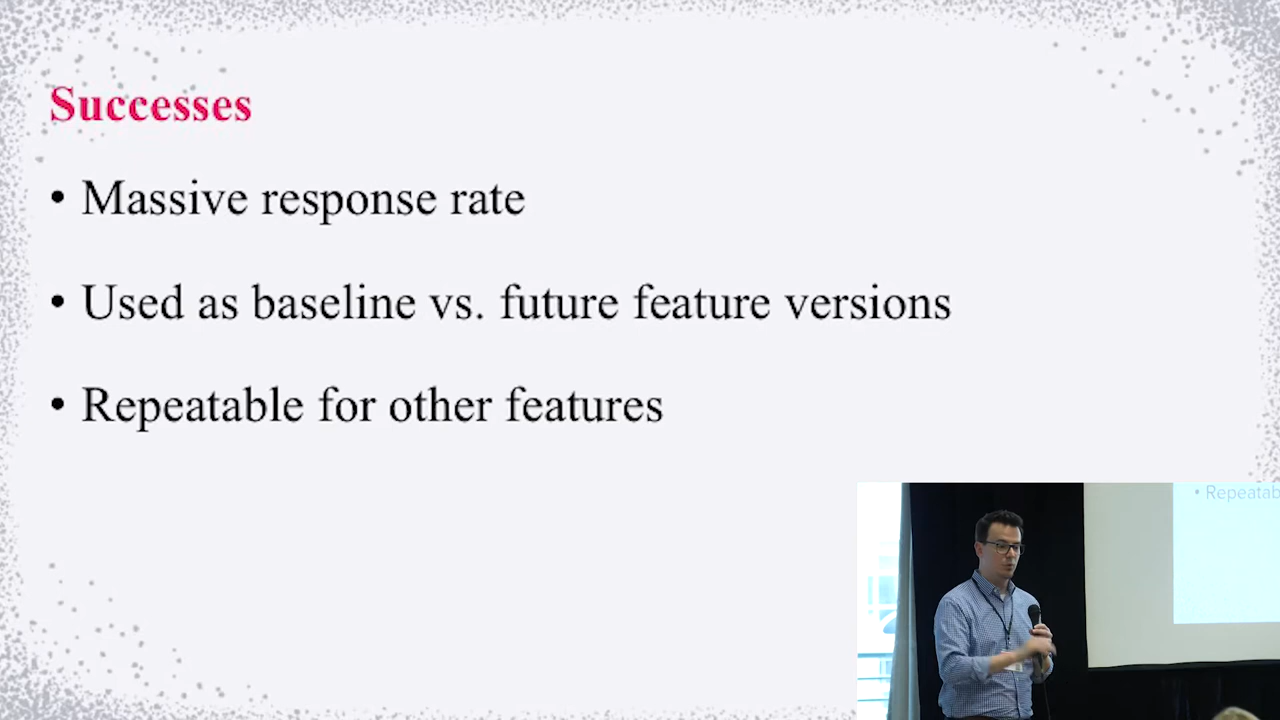 Successes
• Massive response rate
• Used as baseline vs. future feature versions
• Repeatable for other features
• Repeatab